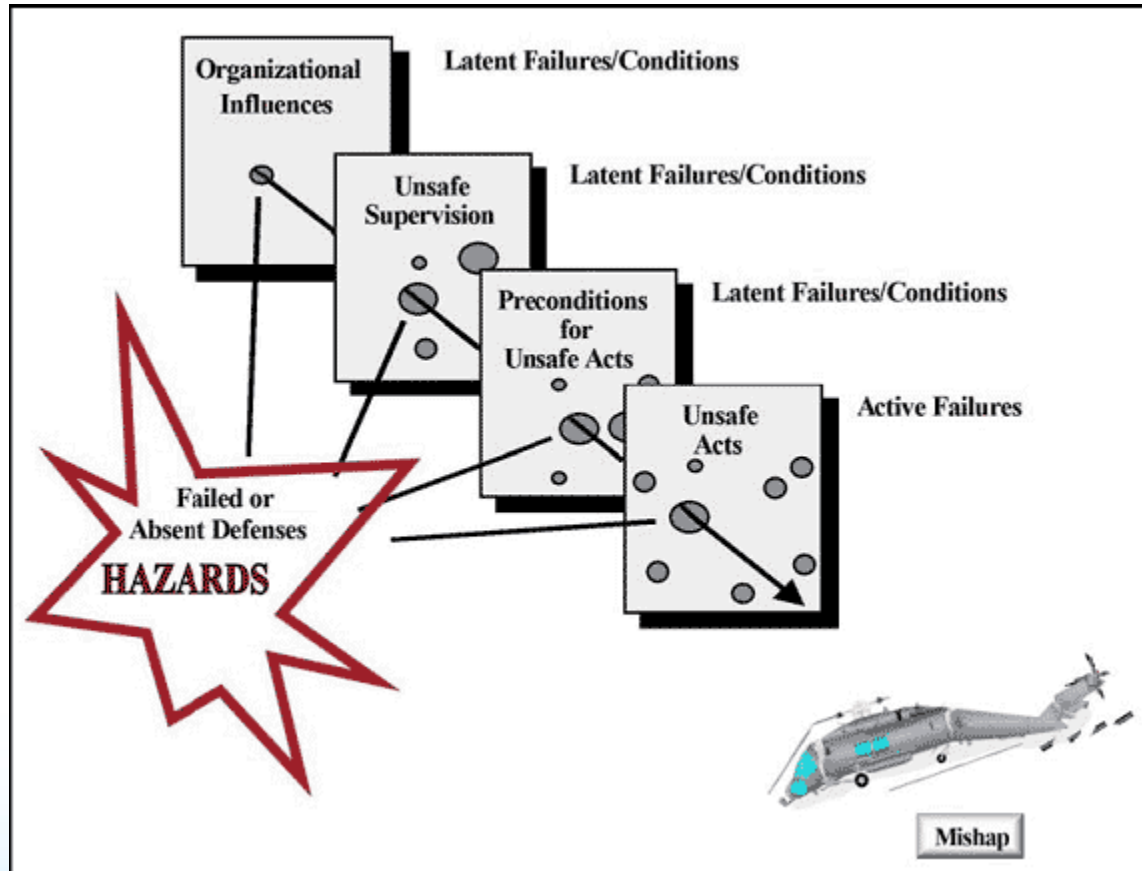 Organizational
Influences
Latent Failures/Conditions
Unsafe
Supervision
Latent Failures/Conditions
Preconditions
for
Unsafe Acts
Latent Failures/Conditions
Unsafe
Acts
Active Failures
Failed or
Absent Defenses
HAZARDS
Mishap